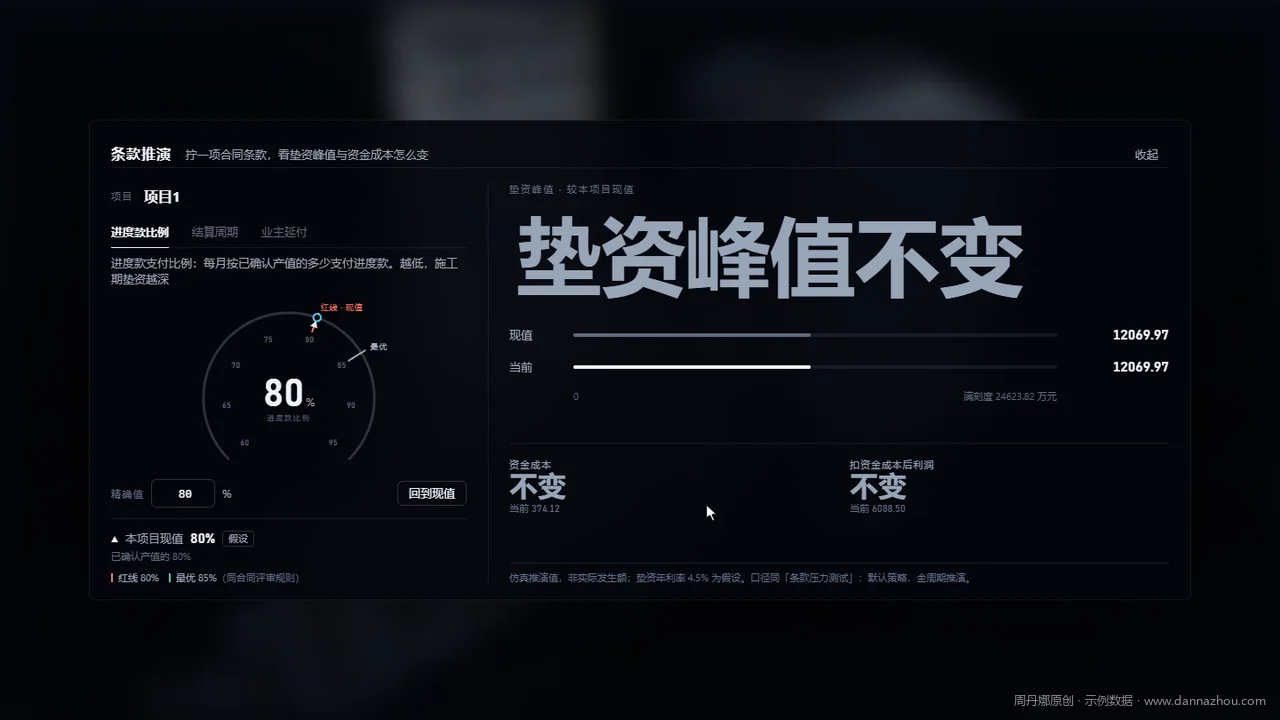 条款推演 拧一项合同条款，看垫资峰值与资金成本怎么变 收起
项目 项目1
进度款比例 结算周期 业主延付
进度款支付比例：每月按已确认产值的多少支付进度款。越低，施工
期垫资越深
红线 · 现值
最优
75 80
70 85
65 90
60 95
80 %
进度款比例
精确值 80 % 回到现值
▲ 本项目现值 80% 假设
已确认产值的 80%
红线 80% 最优 85% (同合同评审规则)
垫资峰值 · 较本项目现值
垫资峰值不变
现值 12069.97
当前 12069.97
0 满刻度 24623.82 万元
资金成本
不变
当前 374.12
扣资金成本后利润
不变
当前 6088.50
仿真推演值，非实际发生额；垫资年利率 4.5% 为假设。口径同「条款压力测试」：默认策略，全周期推演。
周丹娜原创 · 示例数据 · www.dannazhou.com